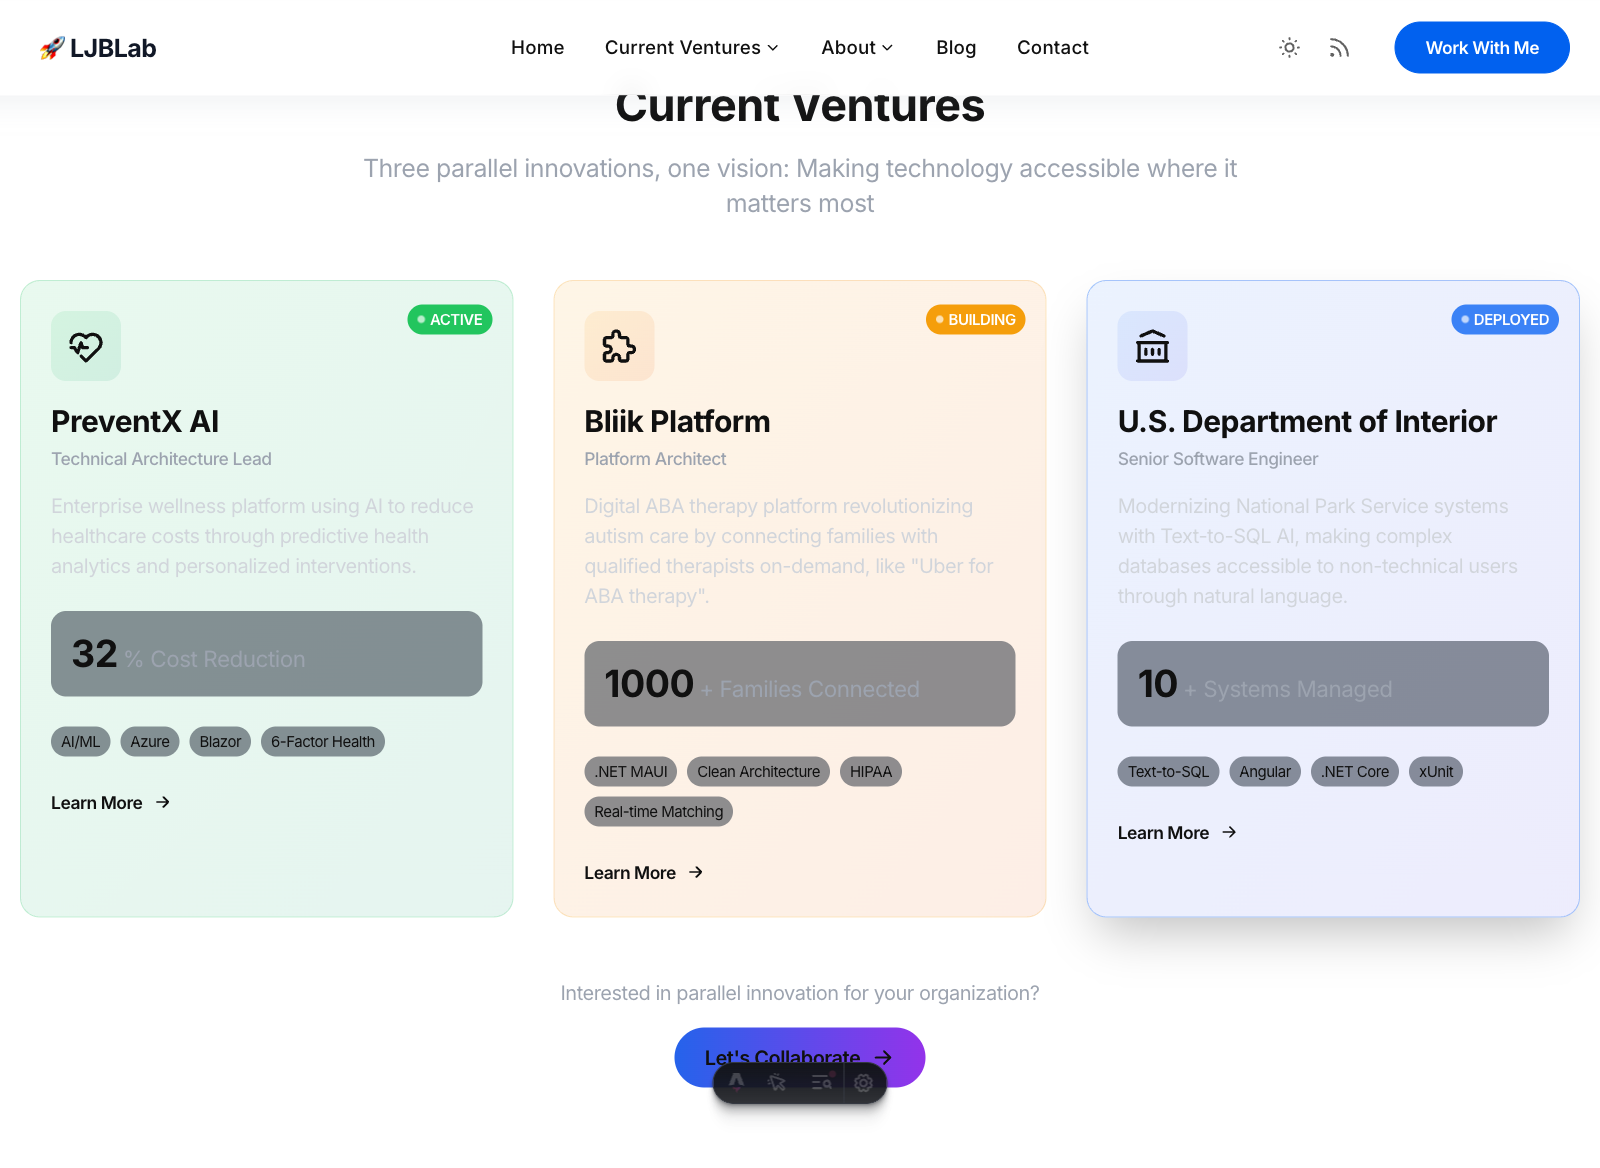 🚀 LJBLab
Home
Current Ventures
About
Blog
Contact
Work With Me
Current Ventures
Three parallel innovations, one vision: Making technology accessible where it
matters most
ACTIVE
PreventX AI
Technical Architecture Lead
Enterprise wellness platform using AI to reduce
healthcare costs through predictive health
analytics and personalized interventions.
32 % Cost Reduction
AI/ML
Azure
Blazor
6-Factor Health
Learn More →
BUILDING
Bliik Platform
Platform Architect
Digital ABA therapy platform revolutionizing
autism care by connecting families with
qualified therapists on-demand, like "Uber for
ABA therapy".
1000 + Families Connected
.NET MAUI
Clean Architecture
HIPAA
Real-time Matching
Learn More →
DEPLOYED
U.S. Department of Interior
Senior Software Engineer
Modernizing National Park Service systems
with Text-to-SQL AI, making complex
databases accessible to non-technical users
through natural language.
10 + Systems Managed
Text-to-SQL
Angular
.NET Core
xUnit
Learn More →
Interested in parallel innovation for your organization?
Let's Collaborate →